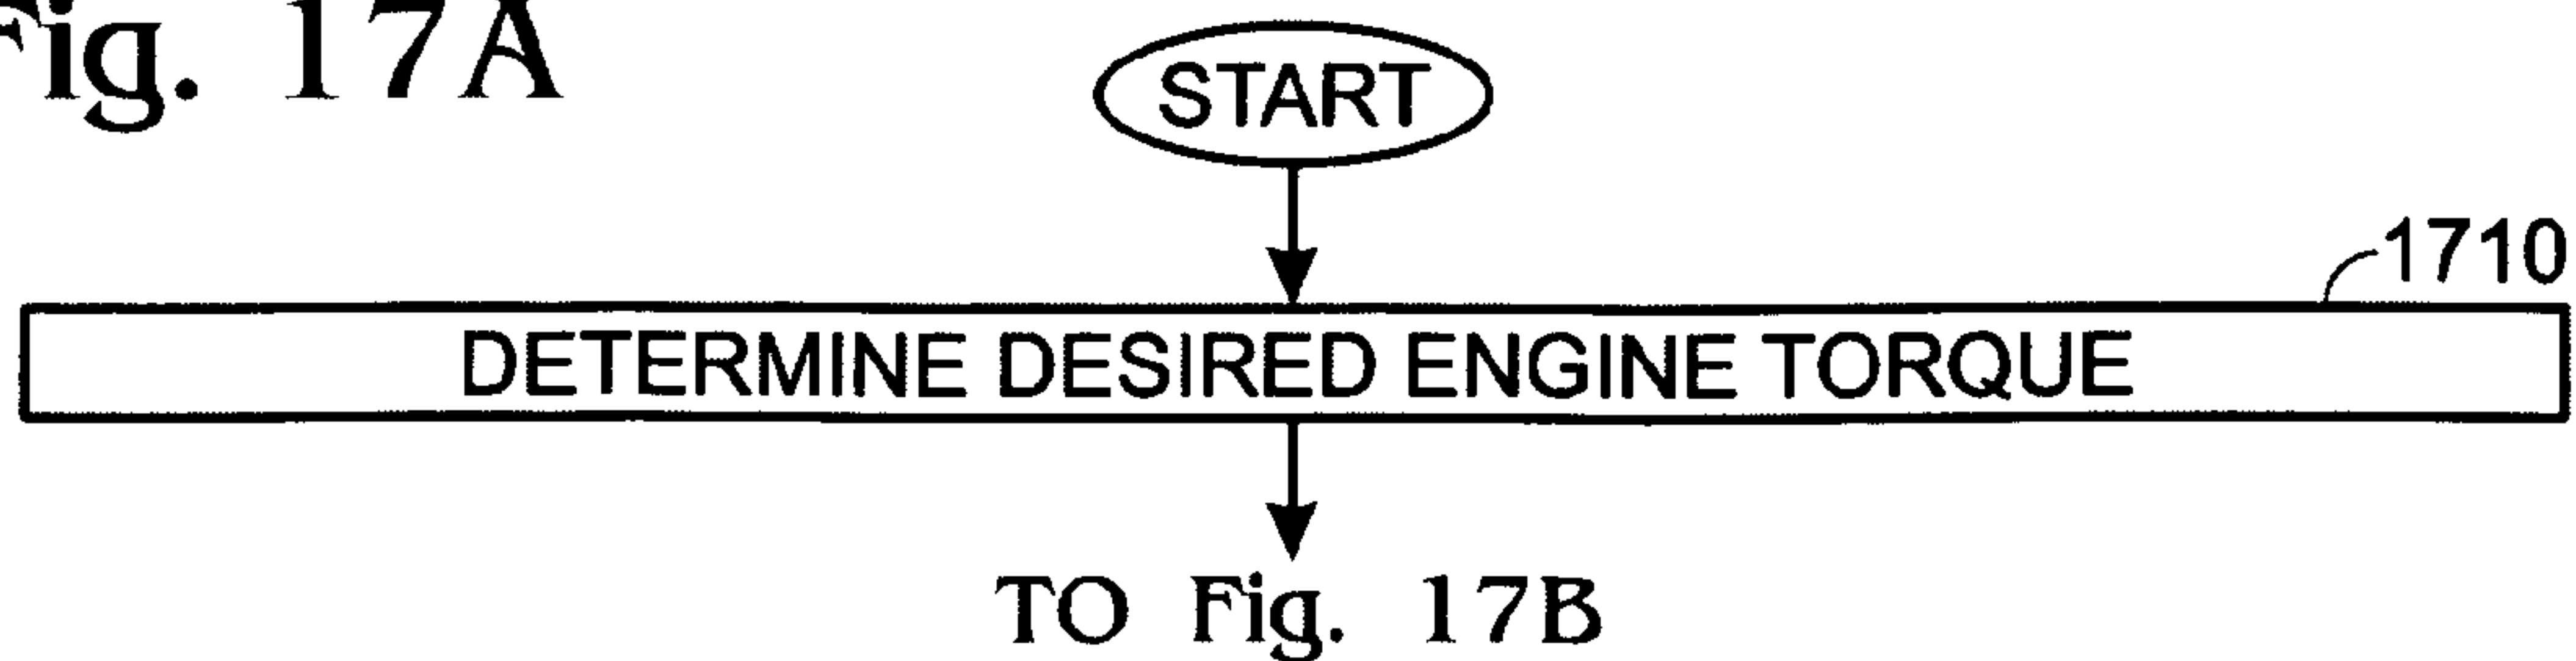 Fig. 17A
START
1710
DETERMINE DESIRED ENGINE TORQUE
TO Fig. 17B